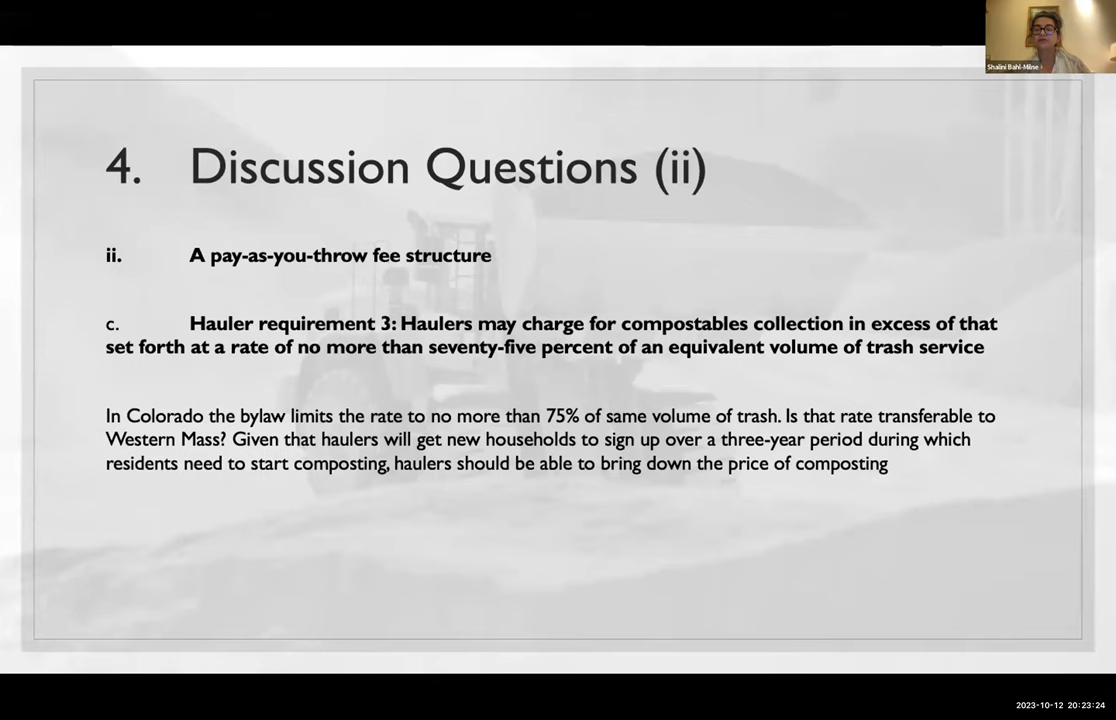 Shalini Bahl-Milne
4. Discussion Questions (ii)
ii. A pay-as-you-throw fee structure
c. Hauler requirement 3: Haulers may charge for compostables collection in excess of that
set forth at a rate of no more than seventy-five percent of an equivalent volume of trash service
In Colorado the bylaw limits the rate to no more than 75% of same volume of trash. Is that rate transferable to
Western Mass? Given that haulers will get new households to sign up over a three-year period during which
residents need to start composting, haulers should be able to bring down the price of composting
2023-10-12 20:23:24